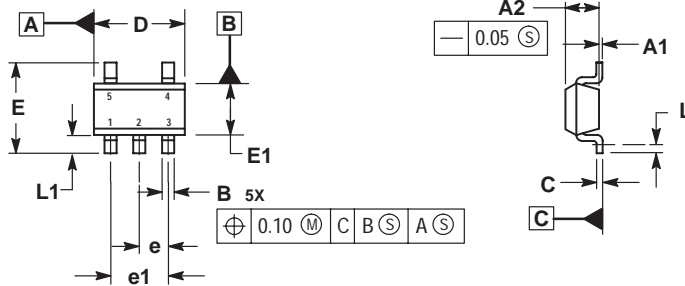 A
D
B
A2
— 0.05 Ⓢ
A1
E
5 4
1 2 3
E1
L
L1
B 5X
C
⌖ 0.10 Ⓜ C B Ⓢ A Ⓢ
C
e
e1